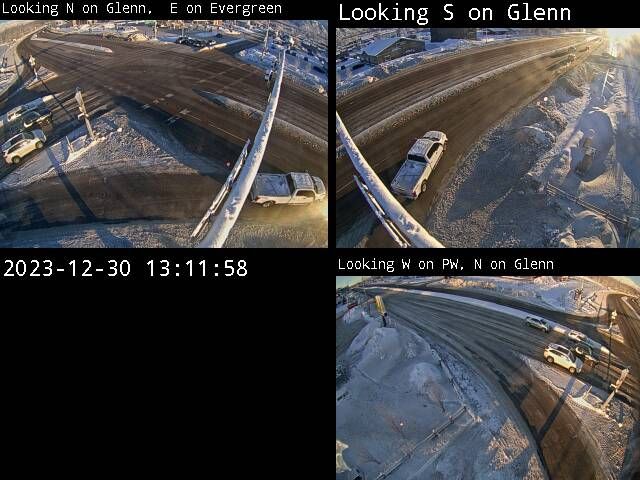 Looking N on Glenn,  E on Evergreen
Looking S on Glenn
2023-12-30 13:11:58
Looking W on PW, N on Glenn